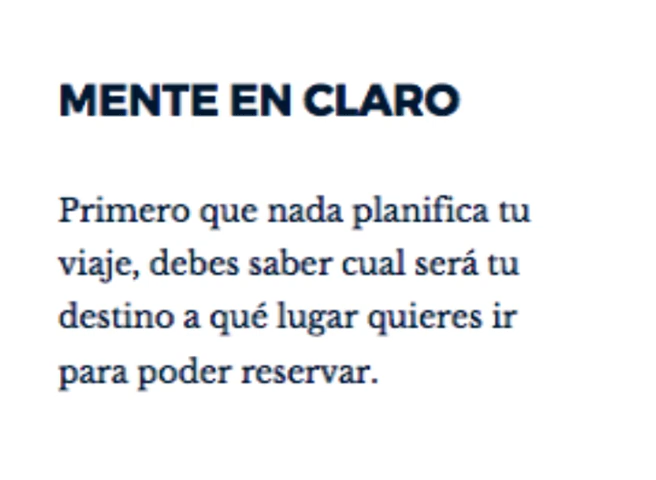 MENTE EN CLARO
Primero que nada planifica tu
viaje, debes saber cual será tu
destino a qué lugar quieres ir
para poder reservar.